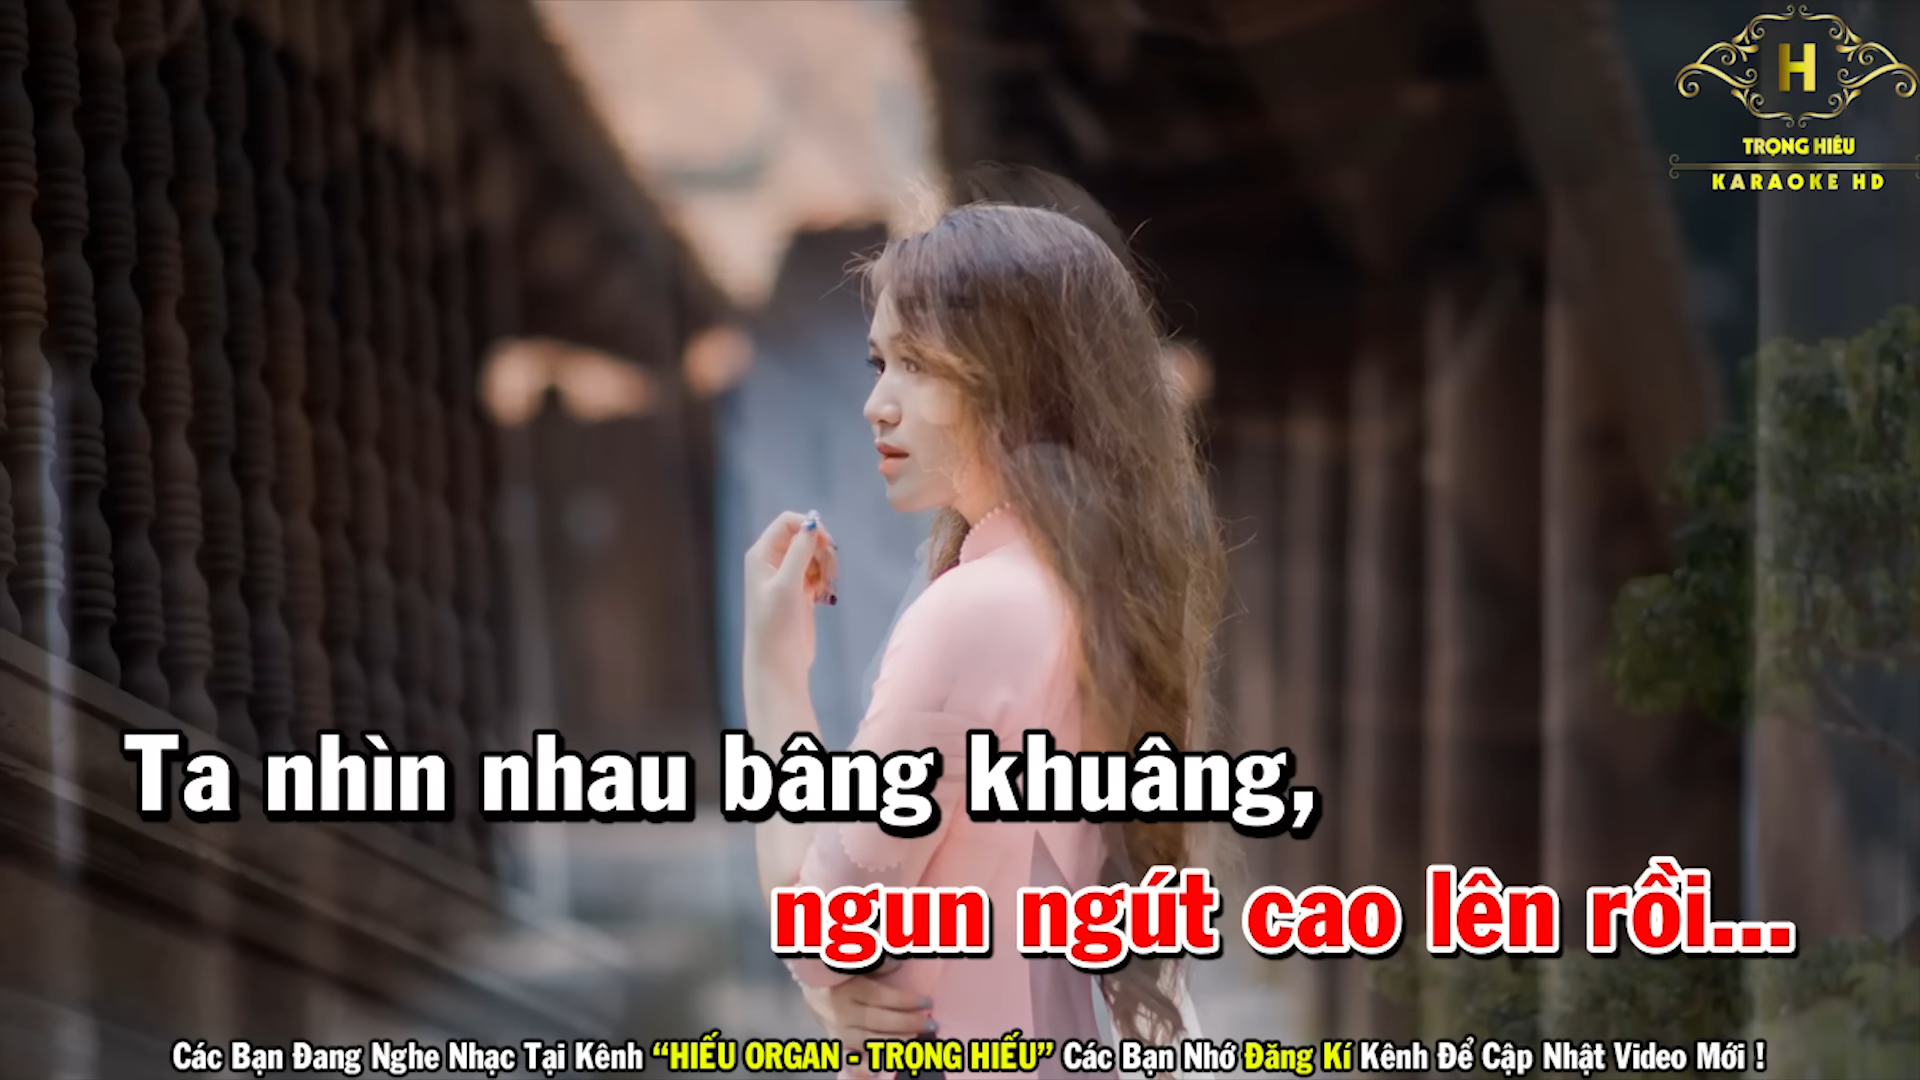 H
TRỌNG HIẾU
KARAOKE HD
Ta nhìn nhau bâng khuâng,
ngun ngút cao lên rồi...
Các Bạn Đang Nghe Nhạc Tại Kênh “HIẾU ORGAN - TRỌNG HIẾU” Các Bạn Nhớ Đăng Kí Kênh Để Cập Nhật Video Mới !